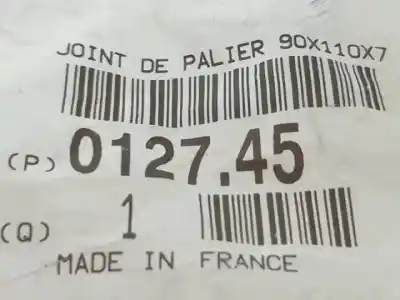 JOINT DE PALIER 90X110X7
(P) 0127.45
(Q) 1
MADE IN FRANCE